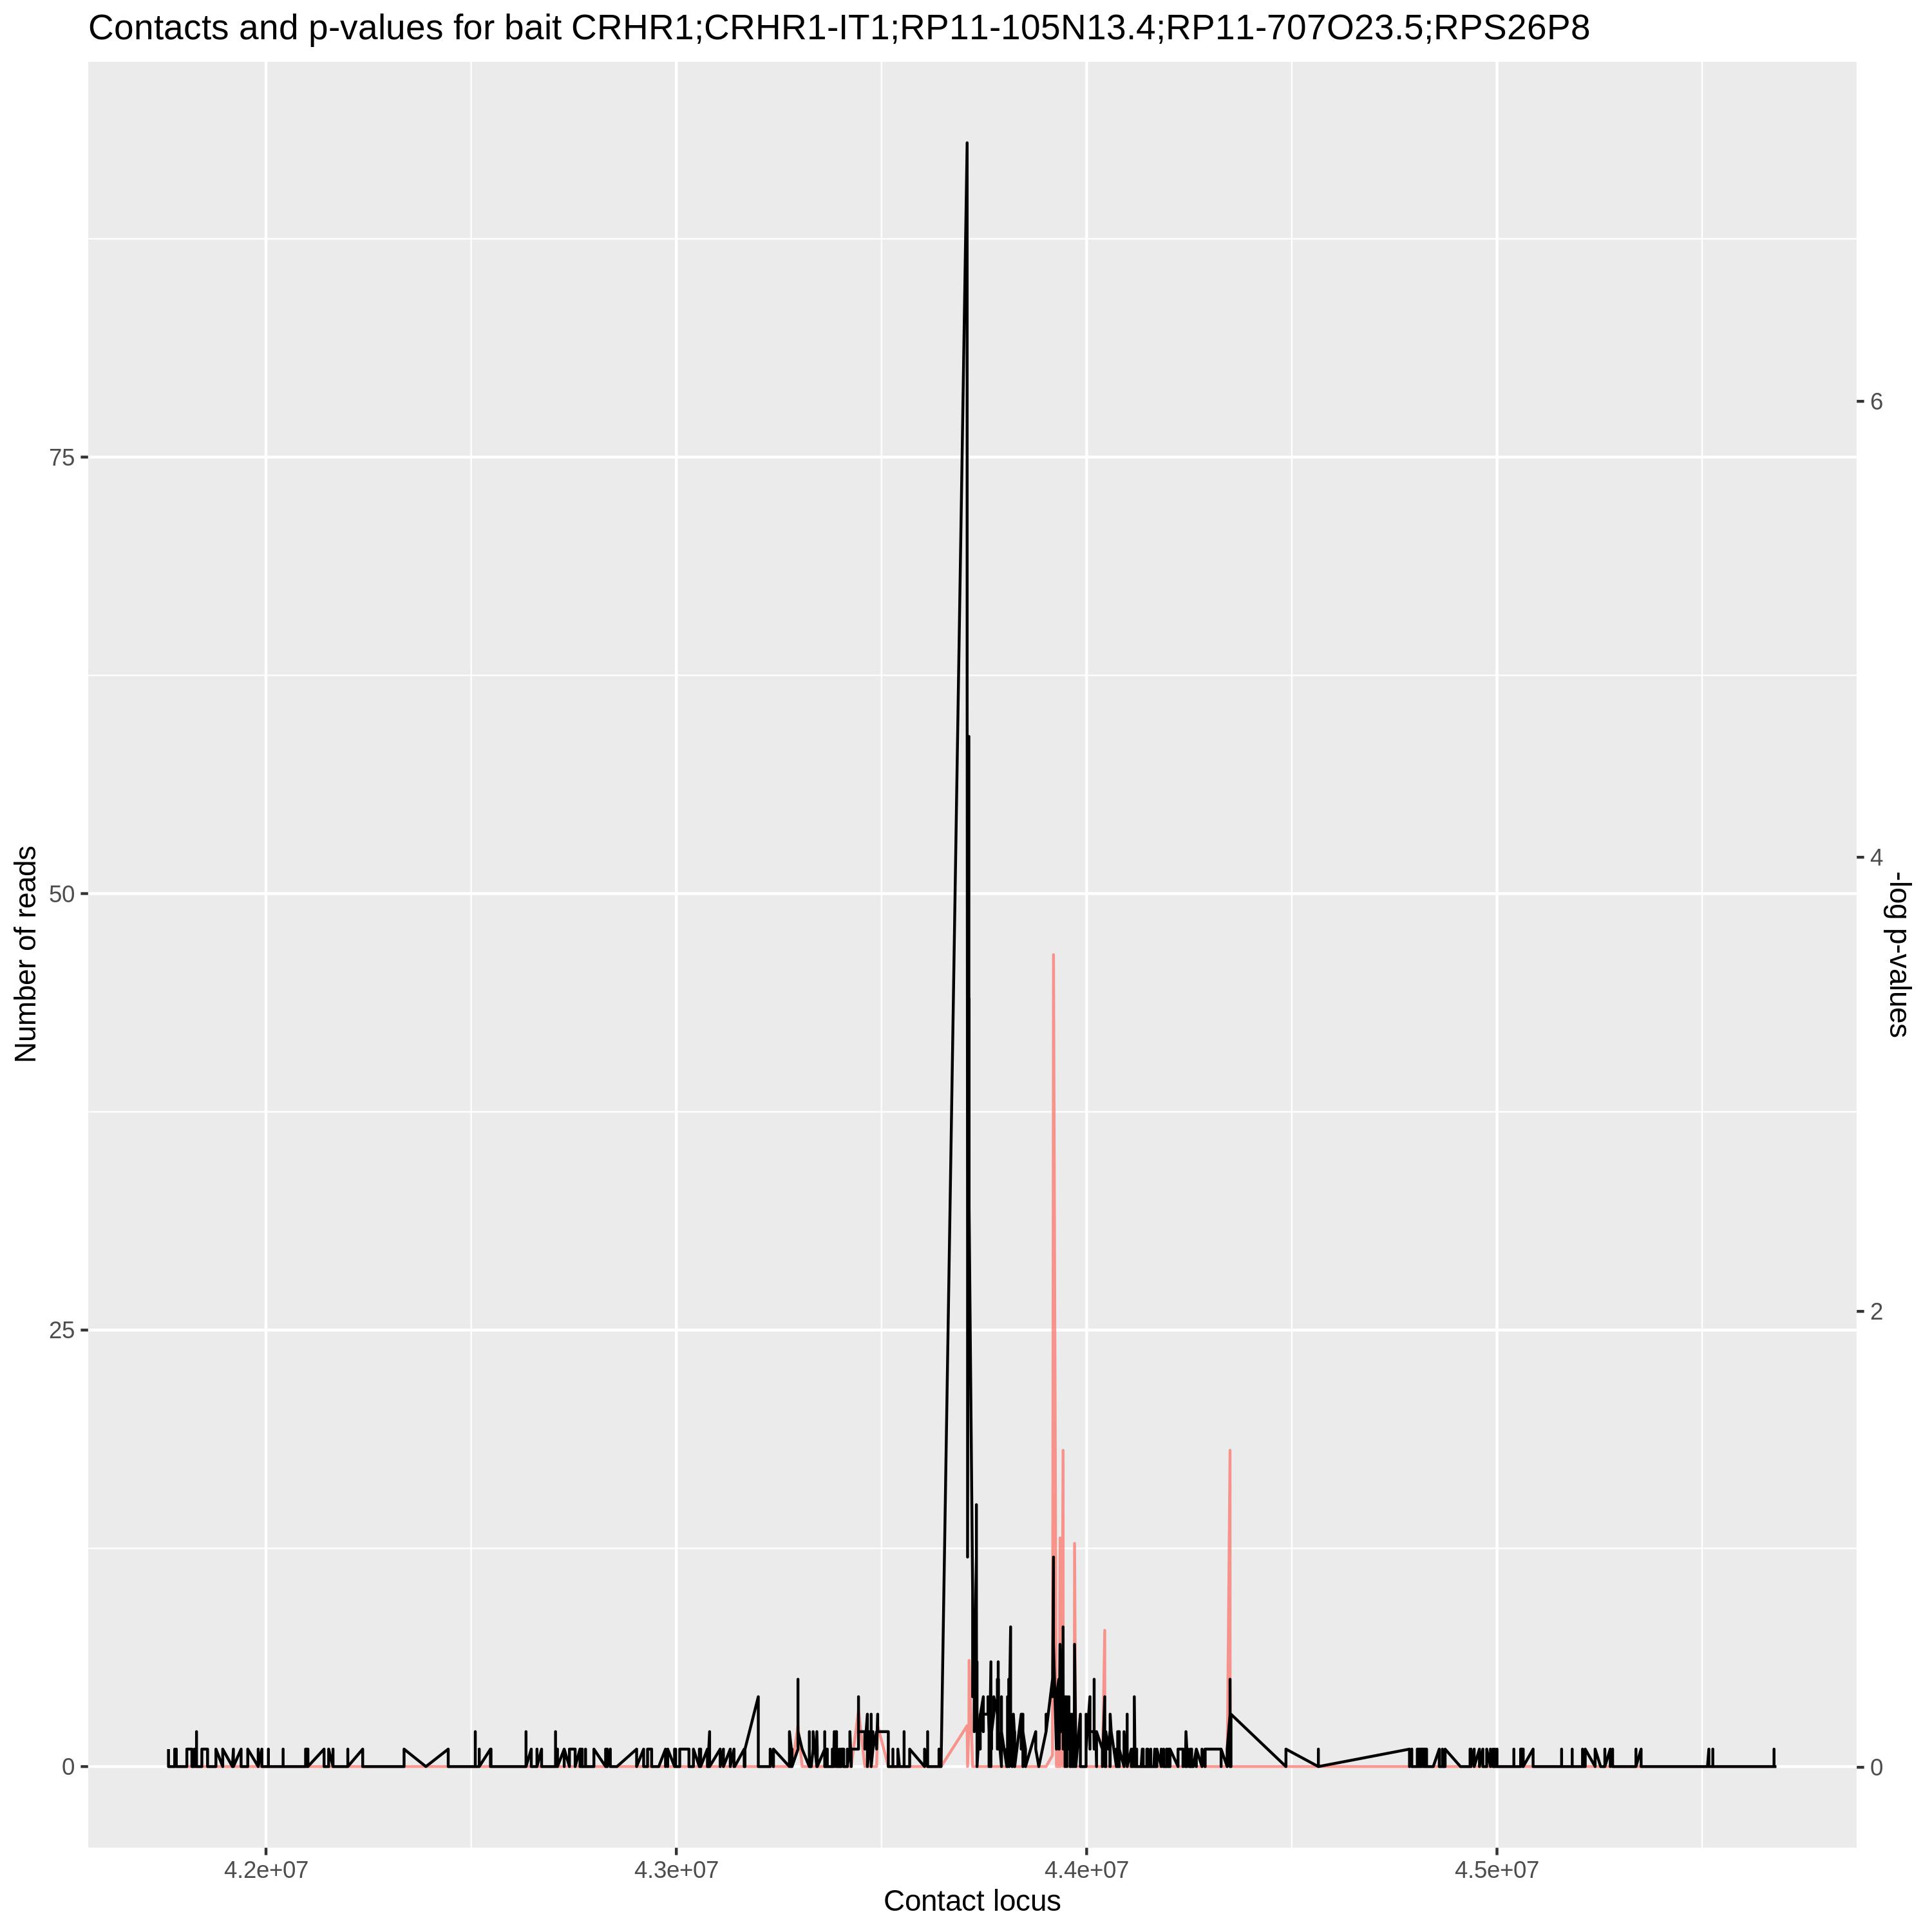 Contacts and p-values for bait CRHR1;CRHR1-IT1;RP11-105N13.4;RP11-707O23.5;RPS26P8
75
50
25
0
Number of reads
6
4
2
0
-log p-values
4.2e+07
4.3e+07
4.4e+07
4.5e+07
Contact locus